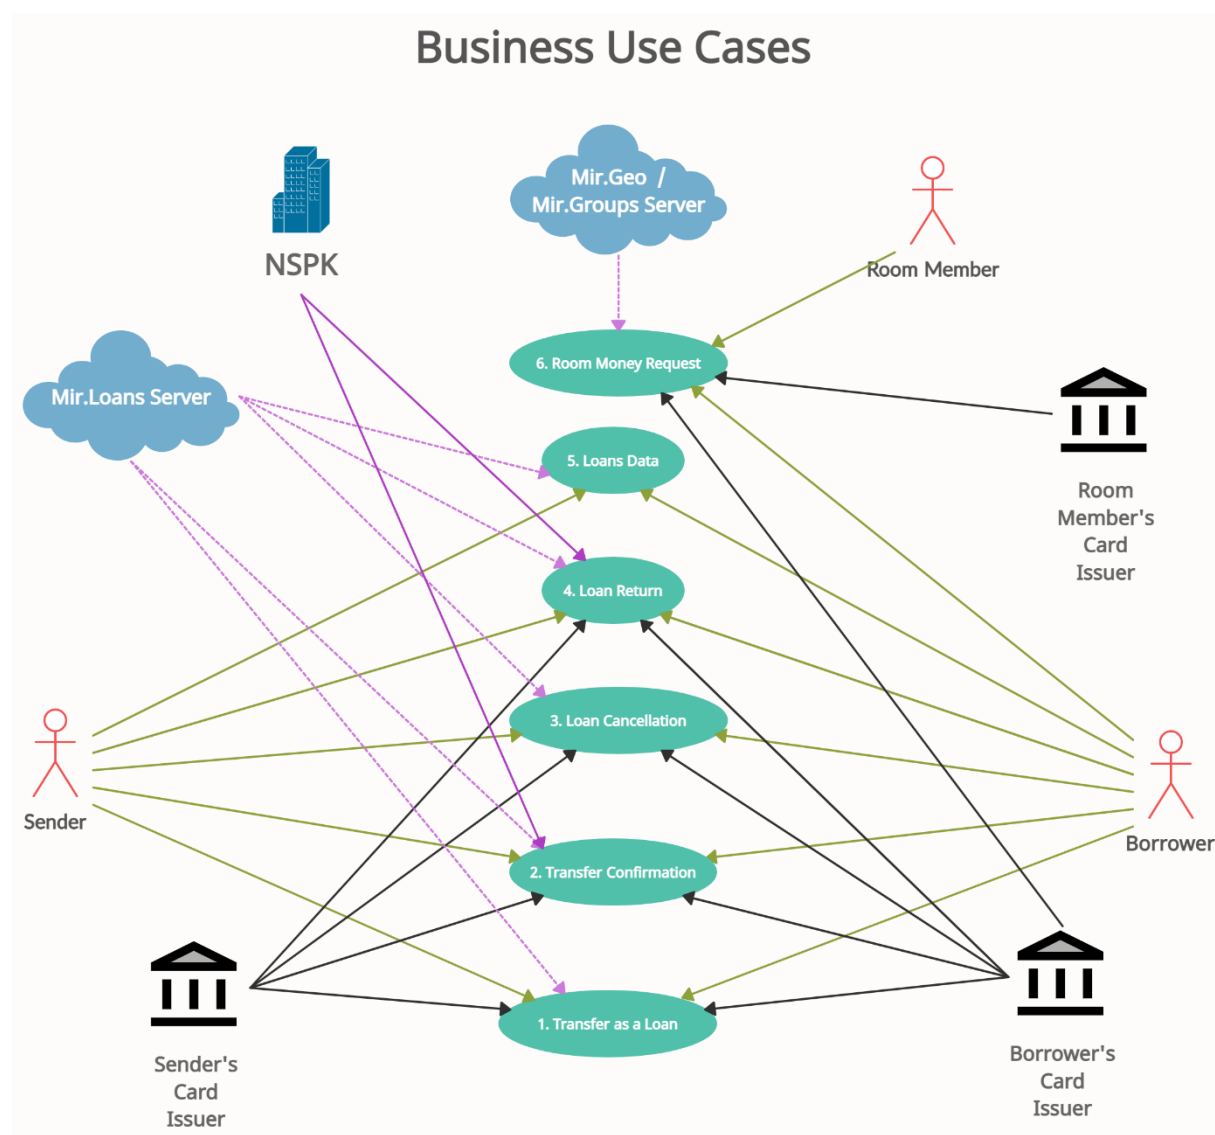 Business Use Cases
Mir.Geo /
Mir.Groups Server
NSPK
Room Member
6. Room Money Request
Mir.Loans Server
5. Loans Data
Room
Member's
Card
Issuer
4. Loan Return
3. Loan Cancellation
Sender
Borrower
2. Transfer Confirmation
1. Transfer as a Loan
Sender's
Card
Issuer
Borrower's
Card
Issuer